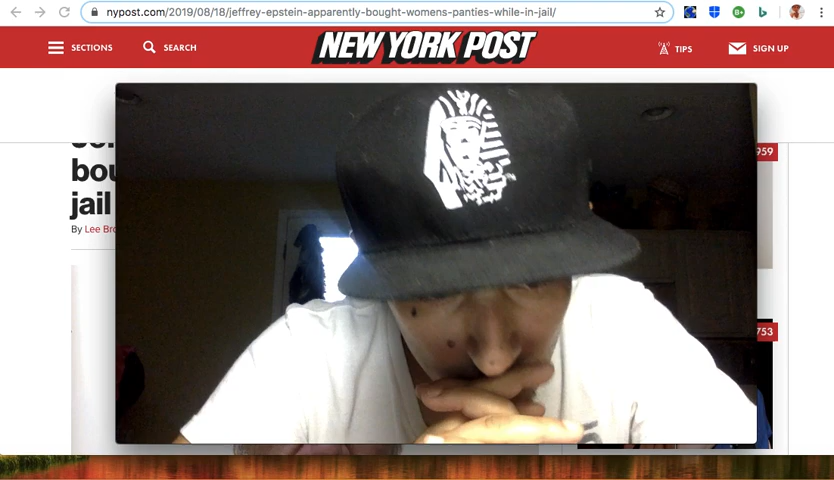 nypost.com/2019/08/18/jeffrey-epstein-apparently-bought-womens-panties-while-in-jail/
SECTIONS
SEARCH
NEW YORK POST
TIPS
SIGN UP
959
bou
jail
By Lee Bro
753